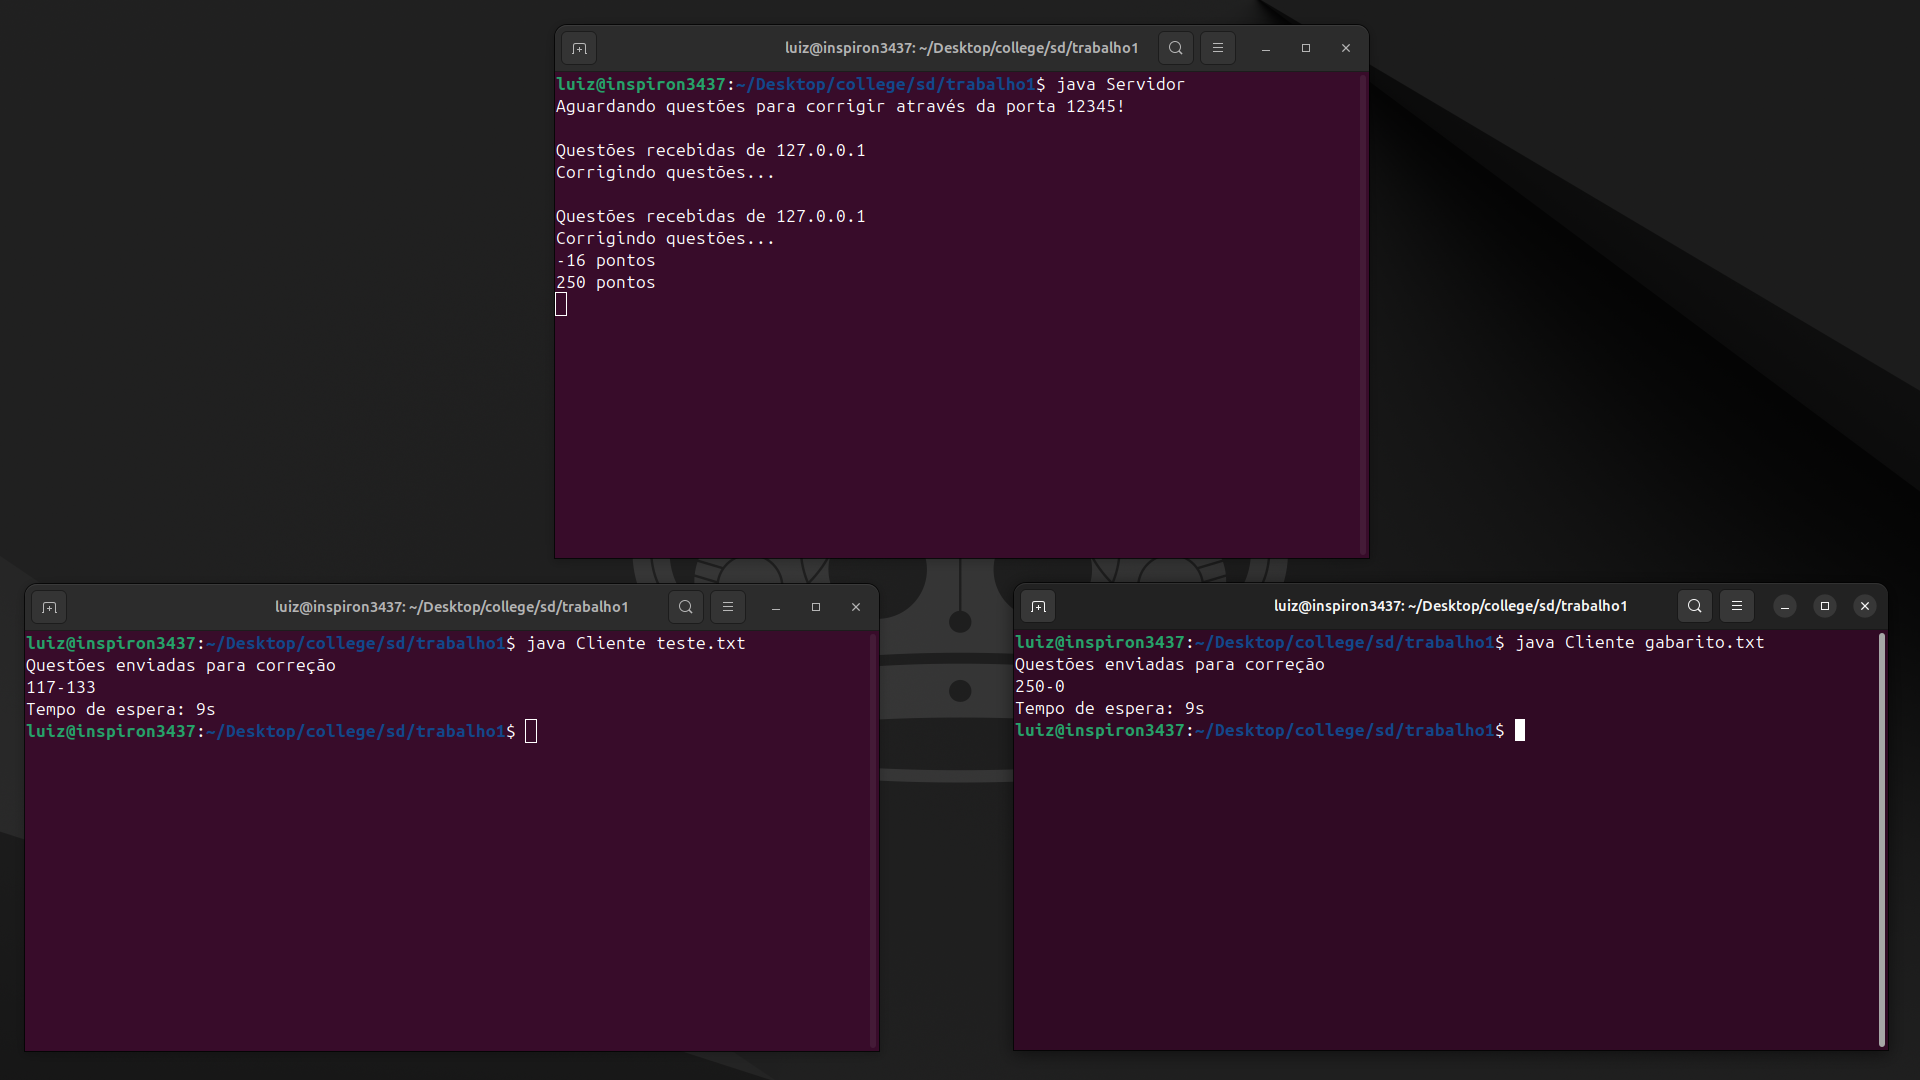 luiz@inspiron3437: ~/Desktop/college/sd/trabalho1
luiz@inspiron3437:~/Desktop/college/sd/trabalho1$ java Servidor
Aguardando questões para corrigir através da porta 12345!
Questões recebidas de 127.0.0.1
Corrigindo questões...
Questões recebidas de 127.0.0.1
Corrigindo questões...
-16 pontos
250 pontos
luiz@inspiron3437: ~/Desktop/college/sd/trabalho1
luiz@inspiron3437:~/Desktop/college/sd/trabalho1$ java Cliente teste.txt
Questões enviadas para correção
117-133
Tempo de espera: 9s
luiz@inspiron3437:~/Desktop/college/sd/trabalho1$
luiz@inspiron3437: ~/Desktop/college/sd/trabalho1
luiz@inspiron3437:~/Desktop/college/sd/trabalho1$ java Cliente gabarito.txt
Questões enviadas para correção
250-0
Tempo de espera: 9s
luiz@inspiron3437:~/Desktop/college/sd/trabalho1$